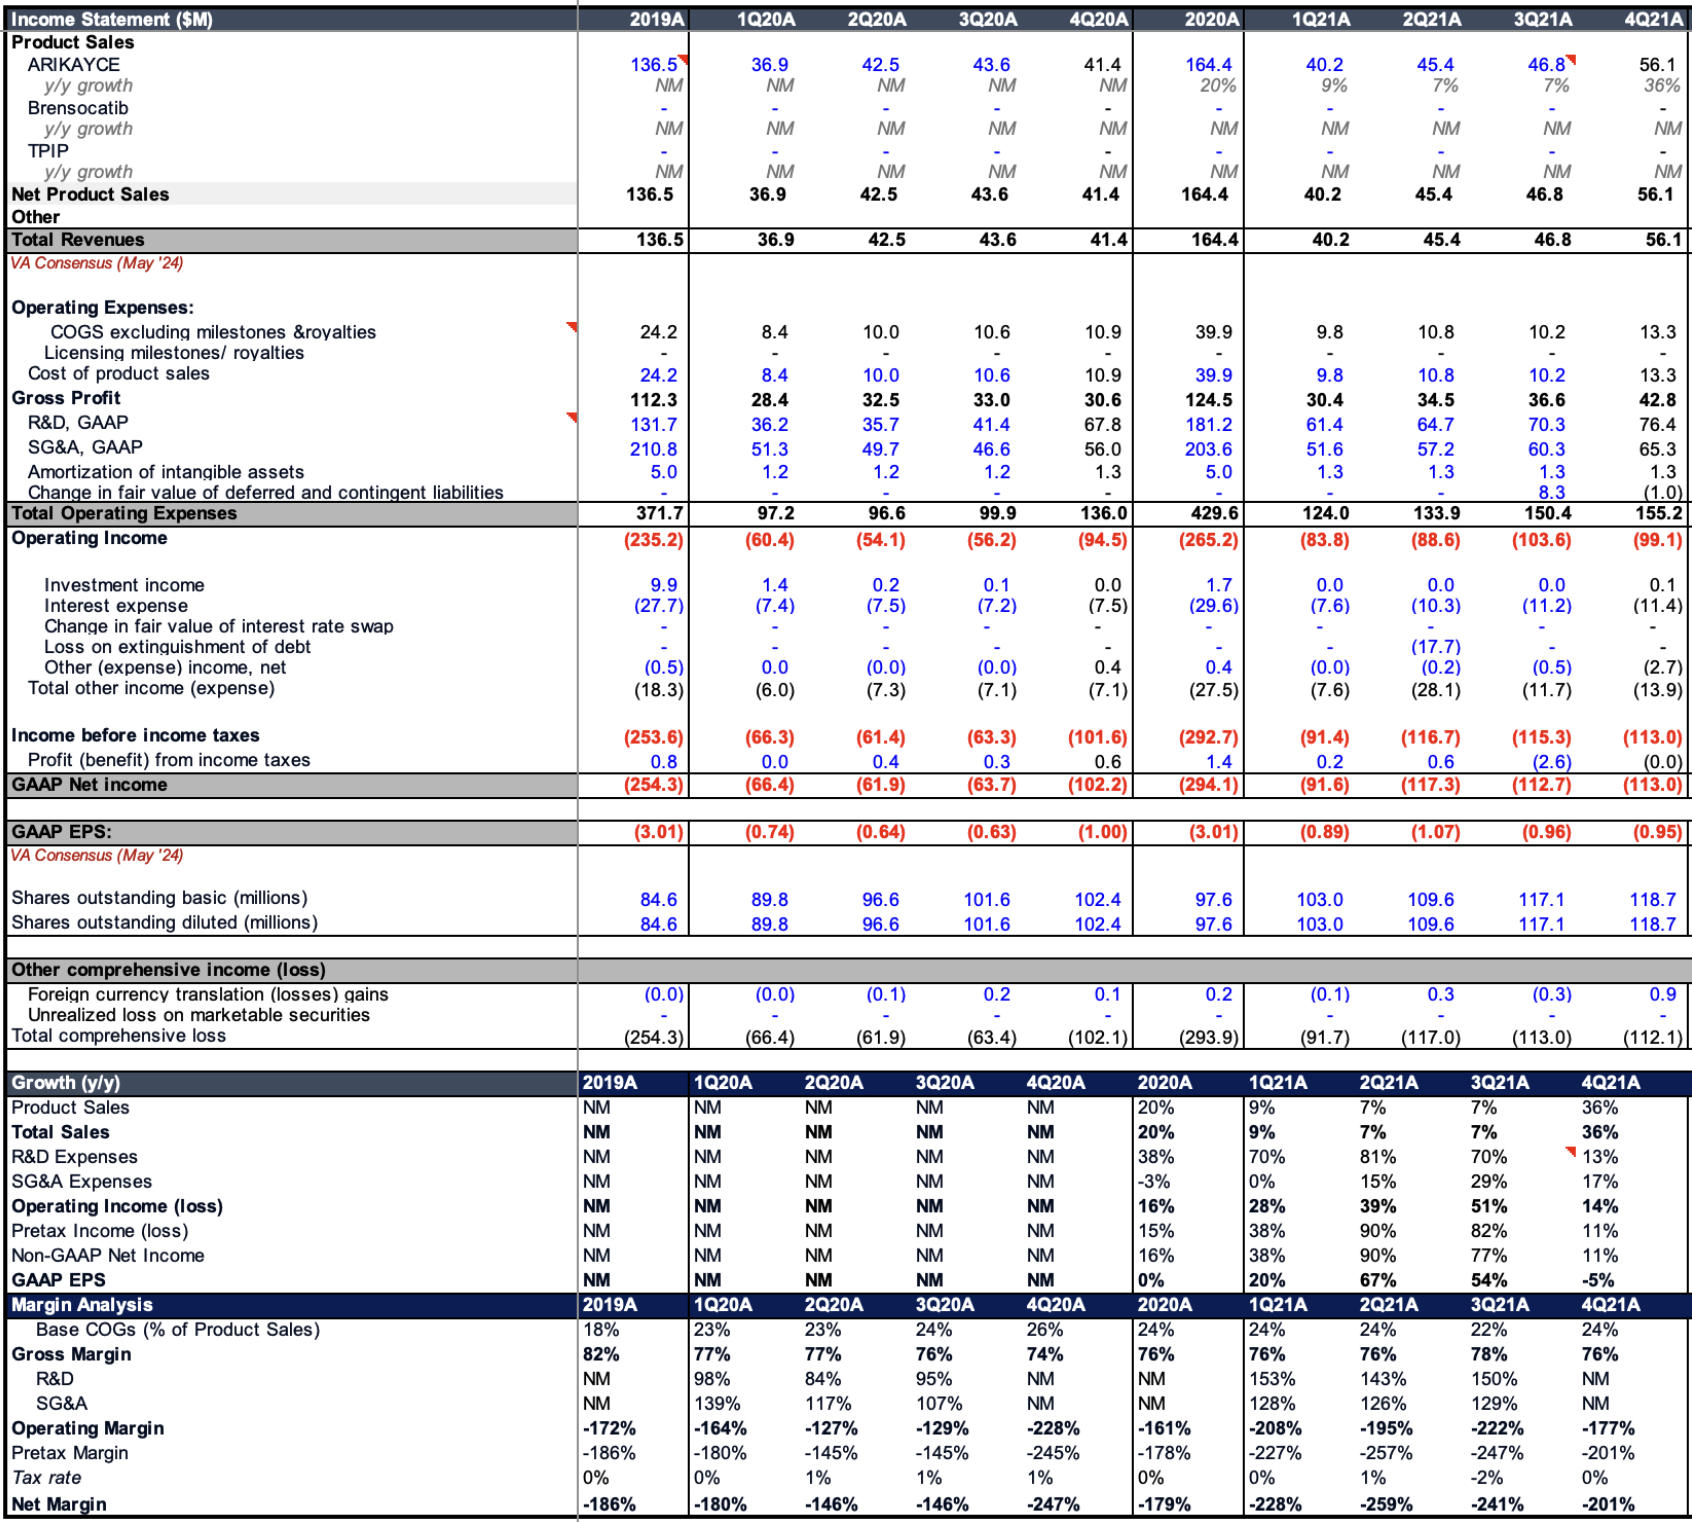 Income Statement ($M) 2019A 1Q20A 2Q20A 3Q20A 4Q20A 2020A 1Q21A 2Q21A 3Q21A 4Q21A
Product Sales
ARIKAYCE 136.5 36.9 42.5 43.6 41.4 164.4 40.2 45.4 46.8 56.1
y/y growth NM NM NM NM NM 20% 9% 7% 7% 36%
Brensocatib - - - - - - - - - -
y/y growth NM NM NM NM NM NM NM NM NM NM
TPIP - - - - - - - - - -
y/y growth NM NM NM NM NM NM NM NM NM NM
Net Product Sales 136.5 36.9 42.5 43.6 41.4 164.4 40.2 45.4 46.8 56.1
Other
Total Revenues 136.5 36.9 42.5 43.6 41.4 164.4 40.2 45.4 46.8 56.1
VA Consensus (May '24)
Operating Expenses:
COGS excluding milestones &royalties 24.2 8.4 10.0 10.6 10.9 39.9 9.8 10.8 10.2 13.3
Licensing milestones/ royalties - - - - - - - - - -
Cost of product sales 24.2 8.4 10.0 10.6 10.9 39.9 9.8 10.8 10.2 13.3
Gross Profit 112.3 28.4 32.5 33.0 30.6 124.5 30.4 34.5 36.6 42.8
R&D, GAAP 131.7 36.2 35.7 41.4 67.8 181.2 61.4 64.7 70.3 76.4
SG&A, GAAP 210.8 51.3 49.7 46.6 56.0 203.6 51.6 57.2 60.3 65.3
Amortization of intangible assets 5.0 1.2 1.2 1.2 1.3 5.0 1.3 1.3 1.3 1.3
Change in fair value of deferred and contingent liabilities - - - - - - - - 8.3 (1.0)
Total Operating Expenses 371.7 97.2 96.6 99.9 136.0 429.6 124.0 133.9 150.4 155.2
Operating Income (235.2) (60.4) (54.1) (56.2) (94.5) (265.2) (83.8) (88.6) (103.6) (99.1)
Investment income 9.9 1.4 0.2 0.1 0.0 1.7 0.0 0.0 0.0 0.1
Interest expense (27.7) (7.4) (7.5) (7.2) (7.5) (29.6) (7.6) (10.3) (11.2) (11.4)
Change in fair value of interest rate swap - - - - - - - - - -
Loss on extinguishment of debt - - - - - - - (17.7) - -
Other (expense) income, net (0.5) 0.0 (0.0) (0.0) 0.4 0.4 (0.0) (0.2) (0.5) (2.7)
Total other income (expense) (18.3) (6.0) (7.3) (7.1) (7.1) (27.5) (7.6) (28.1) (11.7) (13.9)
Income before income taxes (253.6) (66.3) (61.4) (63.3) (101.6) (292.7) (91.4) (116.7) (115.3) (113.0)
Profit (benefit) from income taxes 0.8 0.0 0.4 0.3 0.6 1.4 0.2 0.6 (2.6) (0.0)
GAAP Net income (254.3) (66.4) (61.9) (63.7) (102.2) (294.1) (91.6) (117.3) (112.7) (113.0)
GAAP EPS: (3.01) (0.74) (0.64) (0.63) (1.00) (3.01) (0.89) (1.07) (0.96) (0.95)
VA Consensus (May '24)
Shares outstanding basic (millions) 84.6 89.8 96.6 101.6 102.4 97.6 103.0 109.6 117.1 118.7
Shares outstanding diluted (millions) 84.6 89.8 96.6 101.6 102.4 97.6 103.0 109.6 117.1 118.7
Other comprehensive income (loss)
Foreign currency translation (losses) gains (0.0) (0.0) (0.1) 0.2 0.1 0.2 (0.1) 0.3 (0.3) 0.9
Unrealized loss on marketable securities - - - - - - - - - -
Total comprehensive loss (254.3) (66.4) (61.9) (63.4) (102.1) (293.9) (91.7) (117.0) (113.0) (112.1)
Growth (y/y) 2019A 1Q20A 2Q20A 3Q20A 4Q20A 2020A 1Q21A 2Q21A 3Q21A 4Q21A
Product Sales NM NM NM NM NM 20% 9% 7% 7% 36%
Total Sales NM NM NM NM NM 20% 9% 7% 7% 36%
R&D Expenses NM NM NM NM NM 38% 70% 81% 70% 13%
SG&A Expenses NM NM NM NM NM -3% 0% 15% 29% 17%
Operating Income (loss) NM NM NM NM NM 16% 28% 39% 51% 14%
Pretax Income (loss) NM NM NM NM NM 15% 38% 90% 82% 11%
Non-GAAP Net Income NM NM NM NM NM 16% 38% 90% 77% 11%
GAAP EPS NM NM NM NM NM 0% 20% 67% 54% -5%
Margin Analysis 2019A 1Q20A 2Q20A 3Q20A 4Q20A 2020A 1Q21A 2Q21A 3Q21A 4Q21A
Base COGs (% of Product Sales) 18% 23% 23% 24% 26% 24% 24% 24% 22% 24%
Gross Margin 82% 77% 77% 76% 74% 76% 76% 76% 78% 76%
R&D NM 98% 84% 95% NM NM 153% 143% 150% NM
SG&A NM 139% 117% 107% NM NM 128% 126% 129% NM
Operating Margin -172% -164% -127% -129% -228% -161% -208% -195% -222% -177%
Pretax Margin -186% -180% -145% -145% -245% -178% -227% -257% -247% -201%
Tax rate 0% 0% 1% 1% 1% 0% 0% 1% -2% 0%
Net Margin -186% -180% -146% -146% -247% -179% -228% -259% -241% -201%